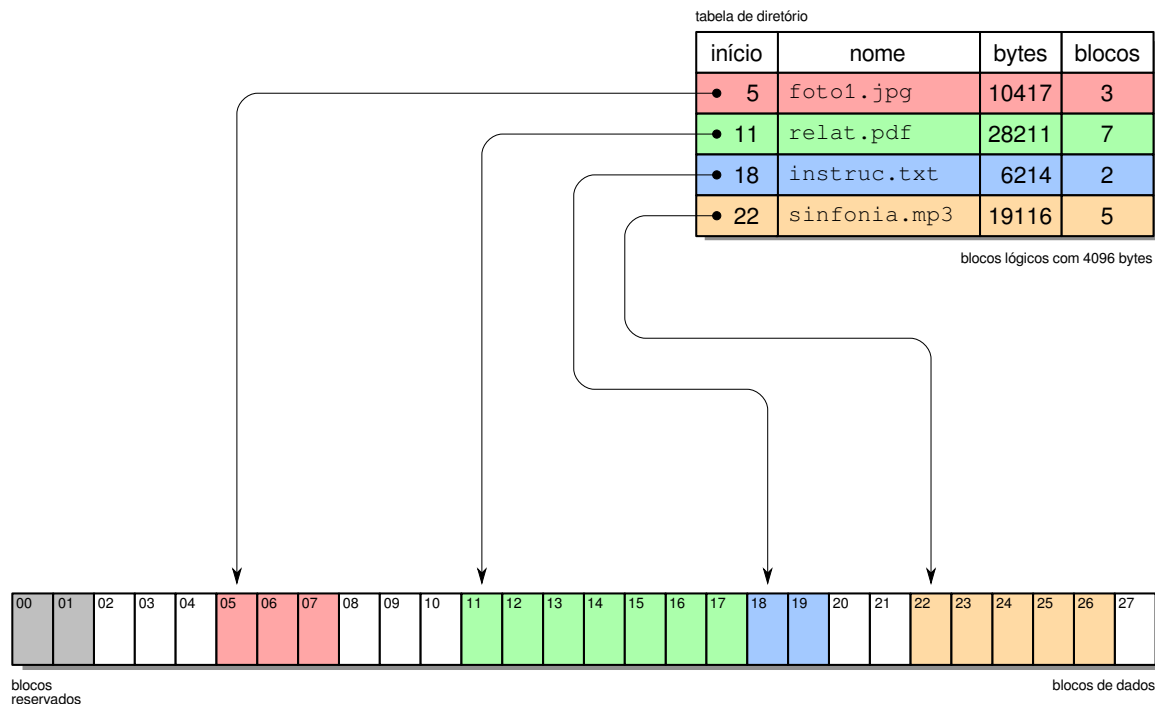 tabela de diretório
início nome bytes blocos
5 foto1.jpg 10417 3
11 relat.pdf 28211 7
18 instruc.txt 6214 2
22 sinfonia.mp3 19116 5
blocos lógicos com 4096 bytes
00 01 02 03 04 05 06 07 08 09 10 11 12 13 14 15 16 17 18 19 20 21 22 23 24 25 26 27
blocos
reservados
blocos de dados